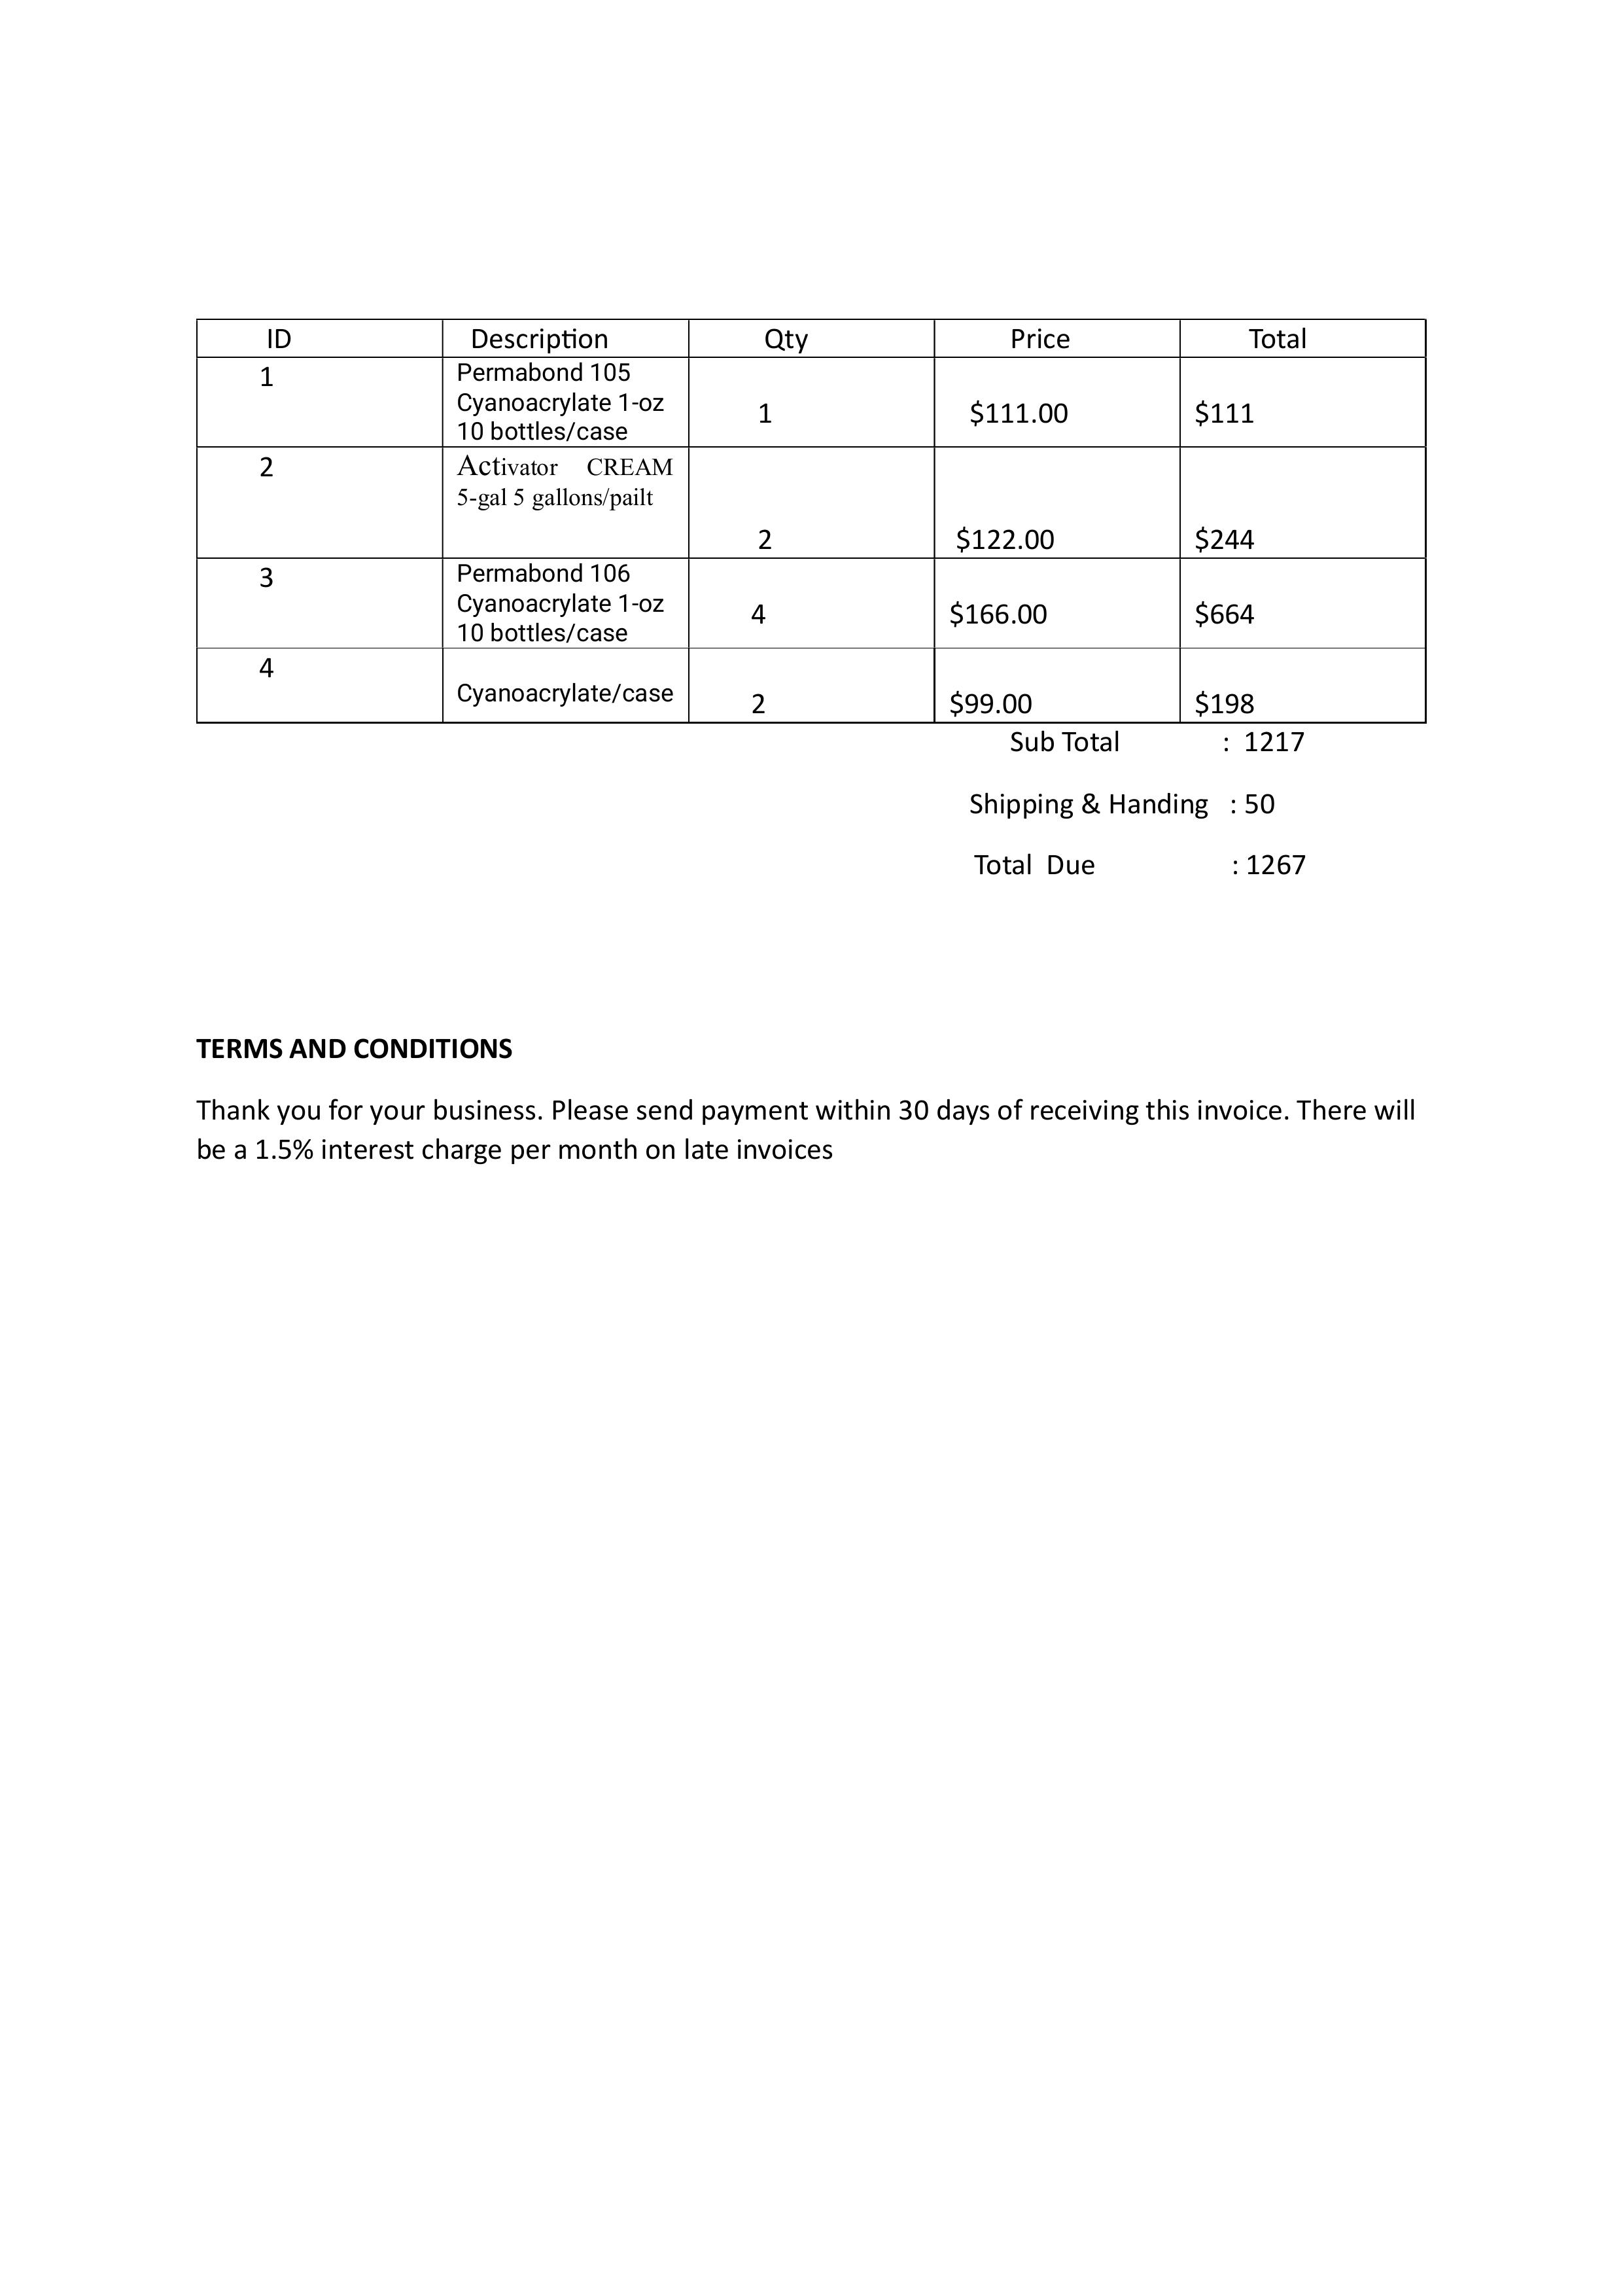 ID Description Qty Price Total
1 Permabond 105
Cyanoacrylate 1-oz
10 bottles/case 1 $111.00 $111
2 Activator CREAM
5-gal 5 gallons/pailt
2 $122.00 $244
3 Permabond 106
Cyanoacrylate 1-oz
10 bottles/case 4 $166.00 $664
4
Cyanoacrylate/case 2 $99.00 $198
Sub Total : 1217
Shipping & Handing : 50
Total Due : 1267
TERMS AND CONDITIONS
Thank you for your business. Please send payment within 30 days of receiving this invoice. There will
be a 1.5% interest charge per month on late invoices